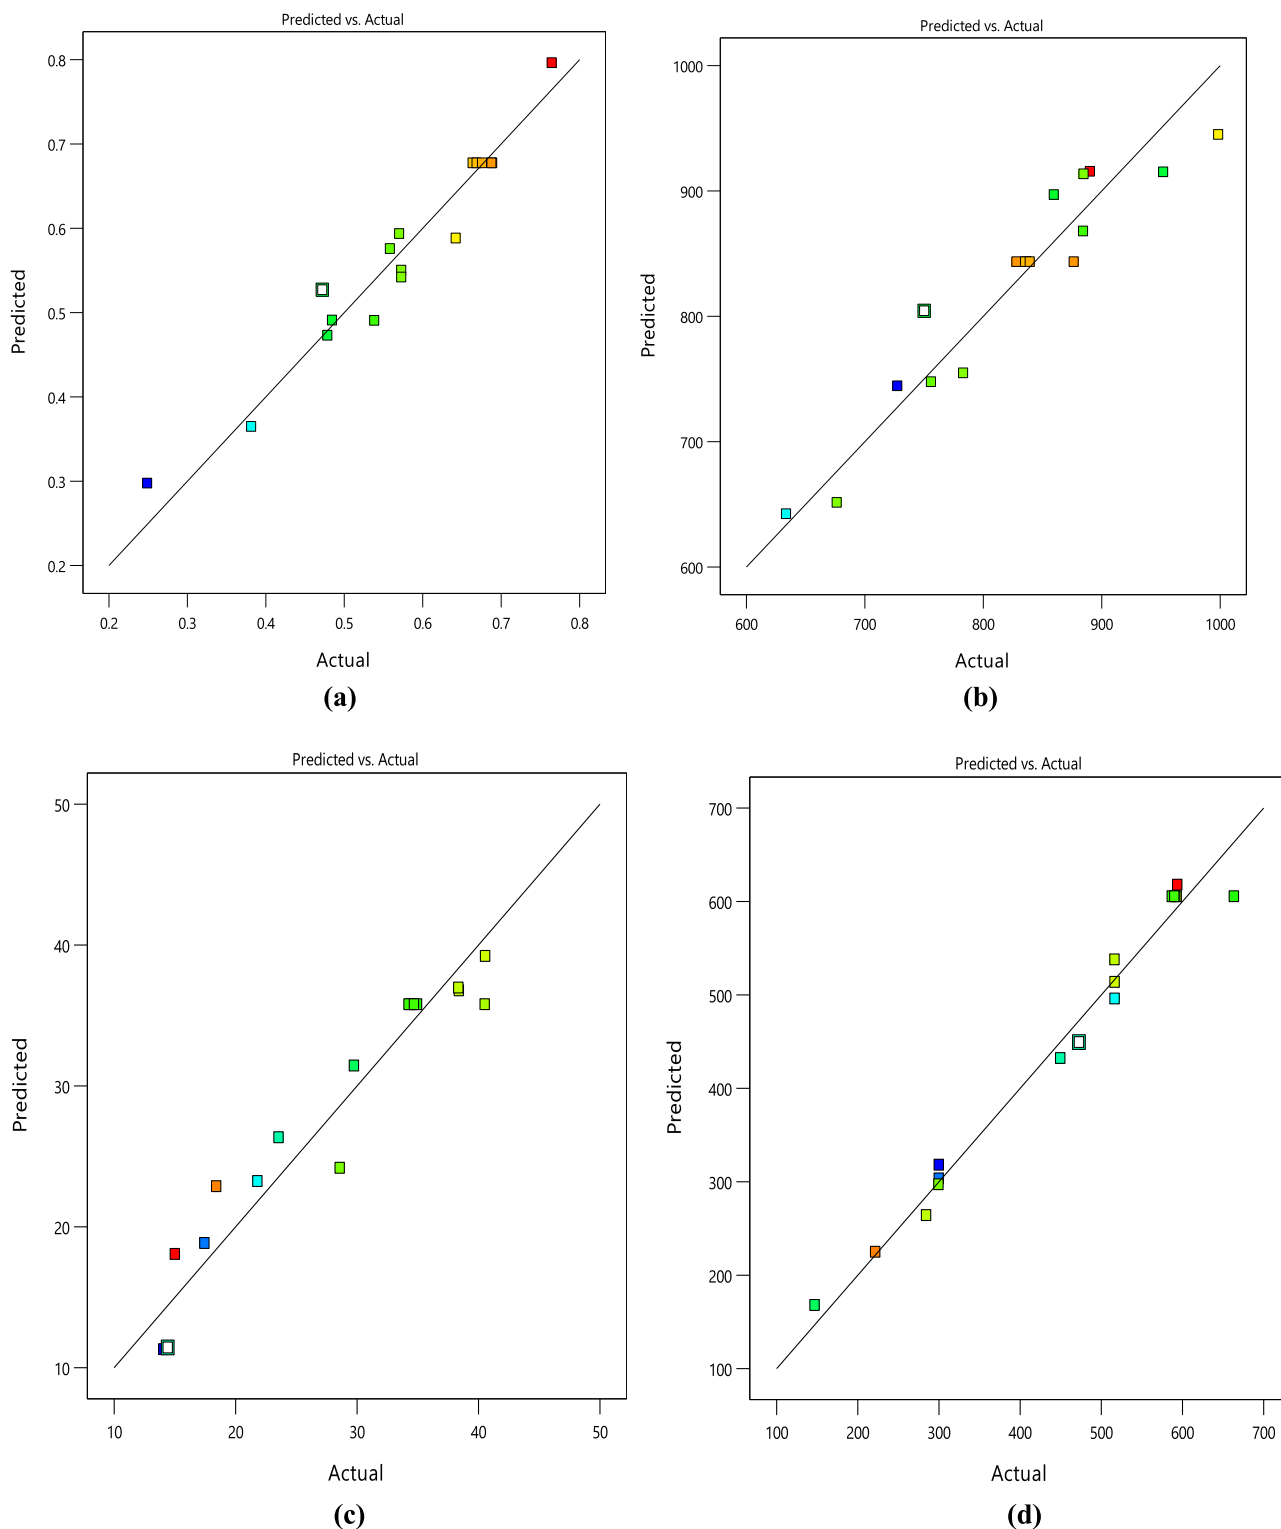 Predicted vs. Actual
0.8
0.7
0.6
0.5
0.4
0.3
0.2
Predicted
0.2 0.3 0.4 0.5 0.6 0.7 0.8
Actual
(a)
Predicted vs. Actual
1000
900
800
700
600
Predicted
600 700 800 900 1000
Actual
(b)
Predicted vs. Actual
50
40
30
20
10
Predicted
10 20 30 40 50
Actual
(c)
Predicted vs. Actual
700
600
500
400
300
200
100
Predicted
100 200 300 400 500 600 700
Actual
(d)